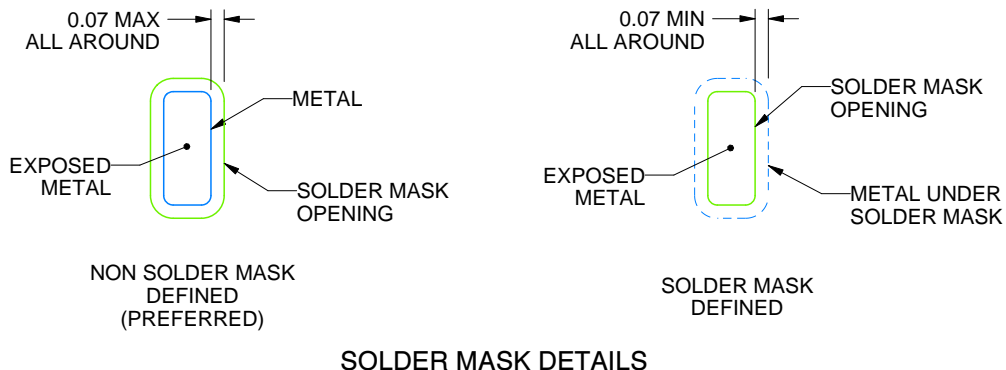 0.07 MAX
ALL AROUND
METAL
EXPOSED
METAL
SOLDER MASK
OPENING
NON SOLDER MASK
DEFINED
(PREFERRED)
0.07 MIN
ALL AROUND
SOLDER MASK
OPENING
EXPOSED
METAL
METAL UNDER
SOLDER MASK
SOLDER MASK
DEFINED
SOLDER MASK DETAILS